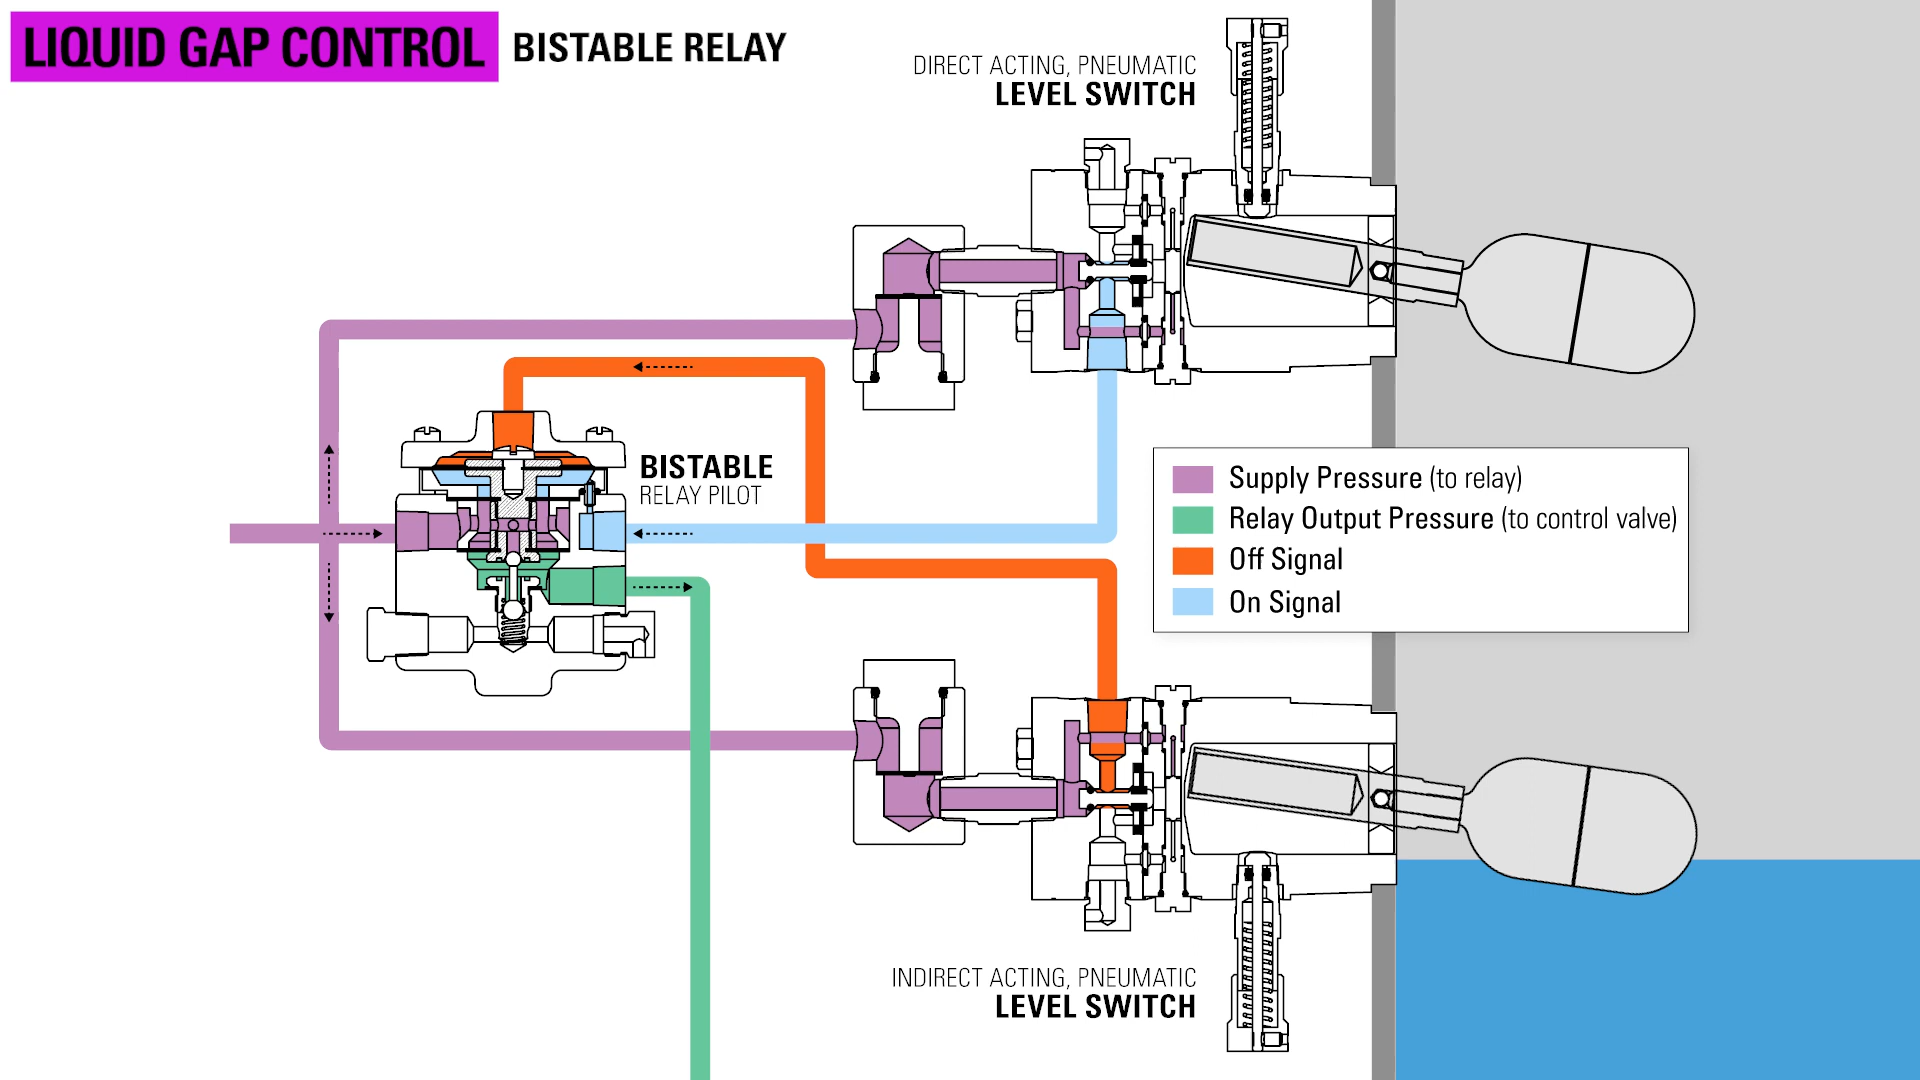 LIQUID GAP CONTROL BISTABLE RELAY
DIRECT ACTING, PNEUMATIC
LEVEL SWITCH
BISTABLE
RELAY PILOT
Supply Pressure (to relay)
Relay Output Pressure (to control valve)
Off Signal
On Signal
INDIRECT ACTING, PNEUMATIC
LEVEL SWITCH